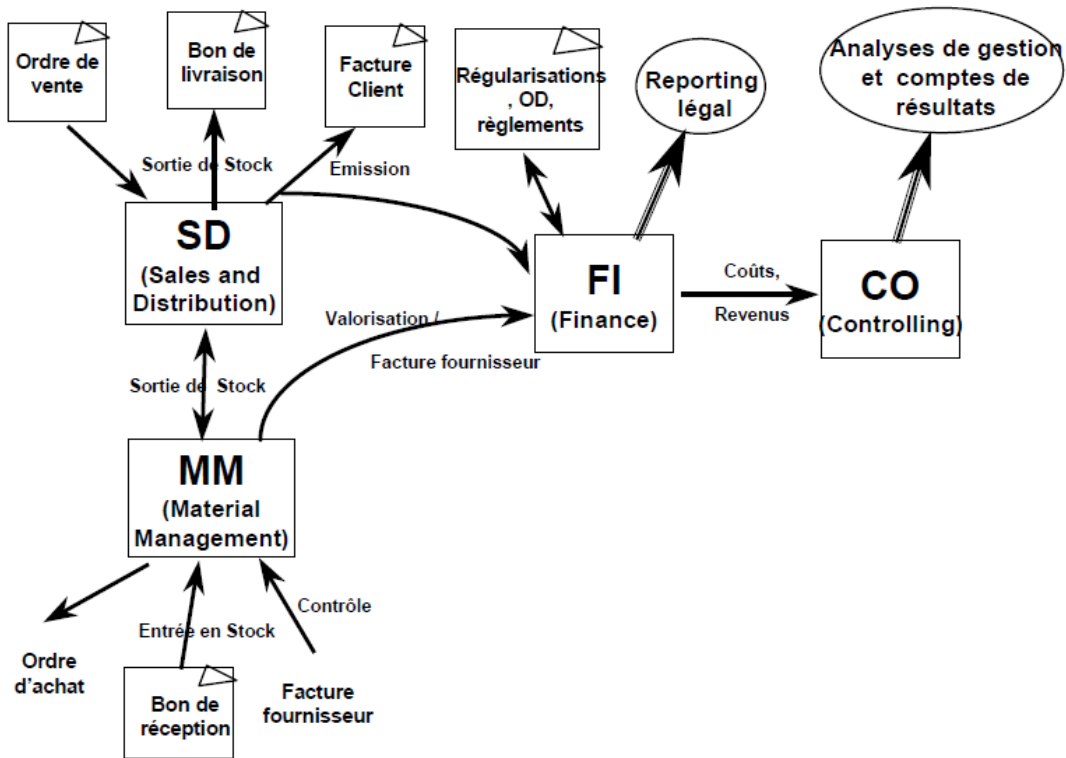 Ordre de
vente
Bon de
livraison
Facture
Client
Régularisations
, OD,
règlements
Reporting
légal
Analyses de gestion
et comptes de
résultats
Sortie de Stock
Emission
SD
(Sales and
Distribution)
FI
(Finance)
Coûts,
Revenus
CO
(Controlling)
Valorisation /
Facture fournisseur
Sortie de Stock
MM
(Material
Management)
Contrôle
Entrée en Stock
Ordre
d'achat
Bon de
réception
Facture
fournisseur